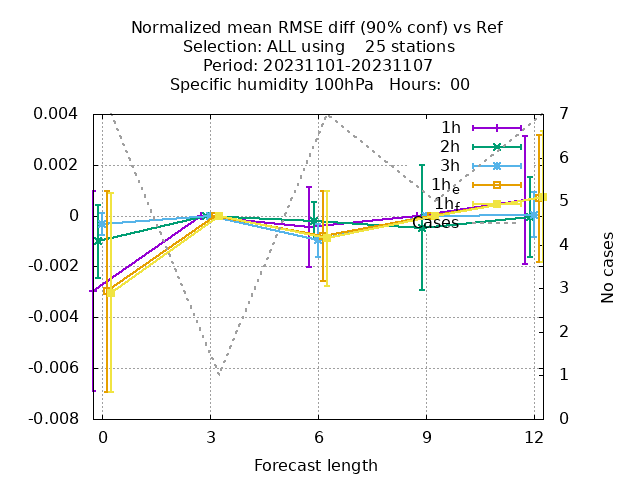 Normalized mean RMSE diff (90% conf) vs Ref
Selection: ALL using    25 stations
Period: 20231101-20231107
Specific humidity 100hPa   Hours:  00
0.004
0.002
0
-0.002
-0.004
-0.006
-0.008
7
6
5
4
3
2
1
0
1h
2h
3h
1he
1hf
Cases
No cases
0
3
6
9
12
Forecast length